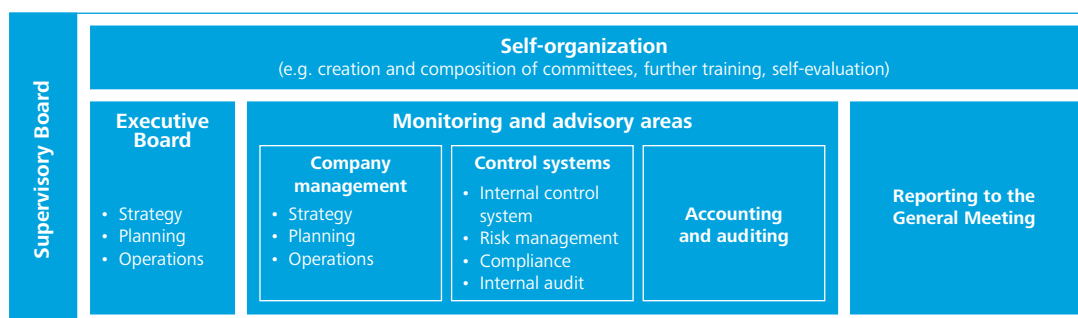 Supervisory Board
Self-organization
(e.g. creation and composition of committees, further training, self-evaluation)
Executive
Board
• Strategy
• Planning
• Operations
Monitoring and advisory areas
Company
management
• Strategy
• Planning
• Operations
Control systems
• Internal control
system
• Risk management
• Compliance
• Internal audit
Accounting
and auditing
Reporting to the
General Meeting